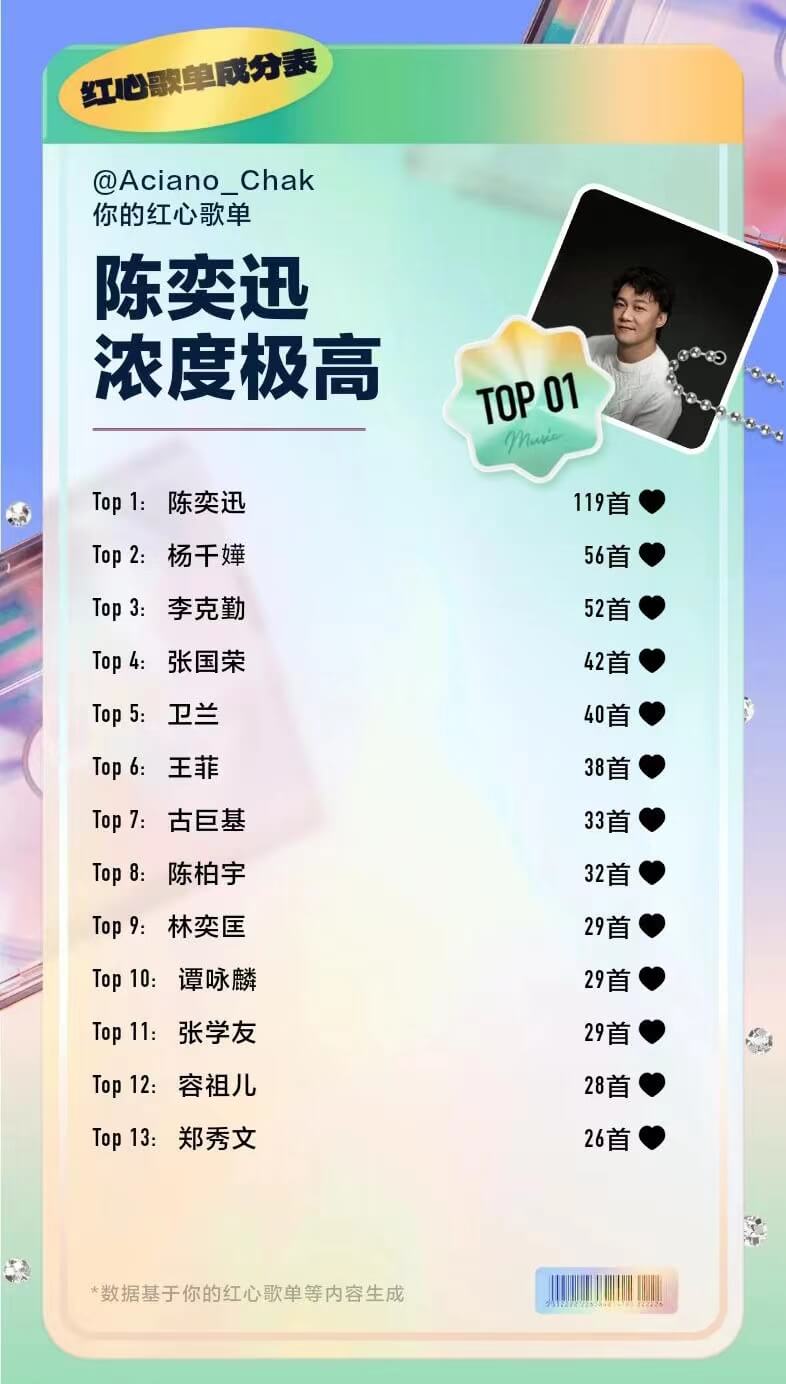 红心歌单成分表
@Aciano_Chak
你的红心歌单
陈奕迅
浓度极高
TOP 01
Music
Top 1: 陈奕迅 119首
Top 2: 杨千嬅 56首
Top 3: 李克勤 52首
Top 4: 张国荣 42首
Top 5: 卫兰 40首
Top 6: 王菲 38首
Top 7: 古巨基 33首
Top 8: 陈柏宇 32首
Top 9: 林奕匡 29首
Top 10: 谭咏麟 29首
Top 11: 张学友 29首
Top 12: 容祖儿 28首
Top 13: 郑秀文 26首
*数据基于你的红心歌单等内容生成